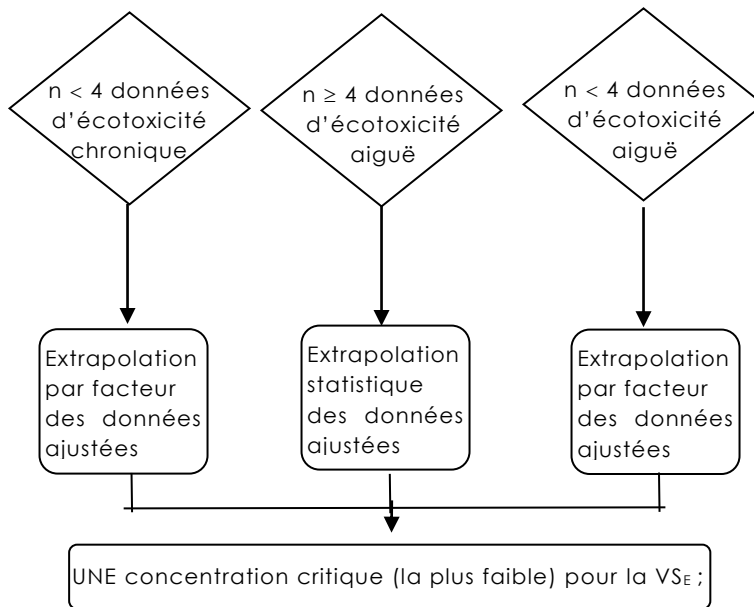 n < 4 données
d'écotoxicité
chronique
n ≥ 4 données
d'écotoxicité
aiguë
n < 4 données
d'écotoxicité
aiguë
Extrapolation
par facteur
des données
ajustées
Extrapolation
statistique
des données
ajustées
Extrapolation
par facteur
des données
ajustées
UNE concentration critique (la plus faible) pour la VSE ;